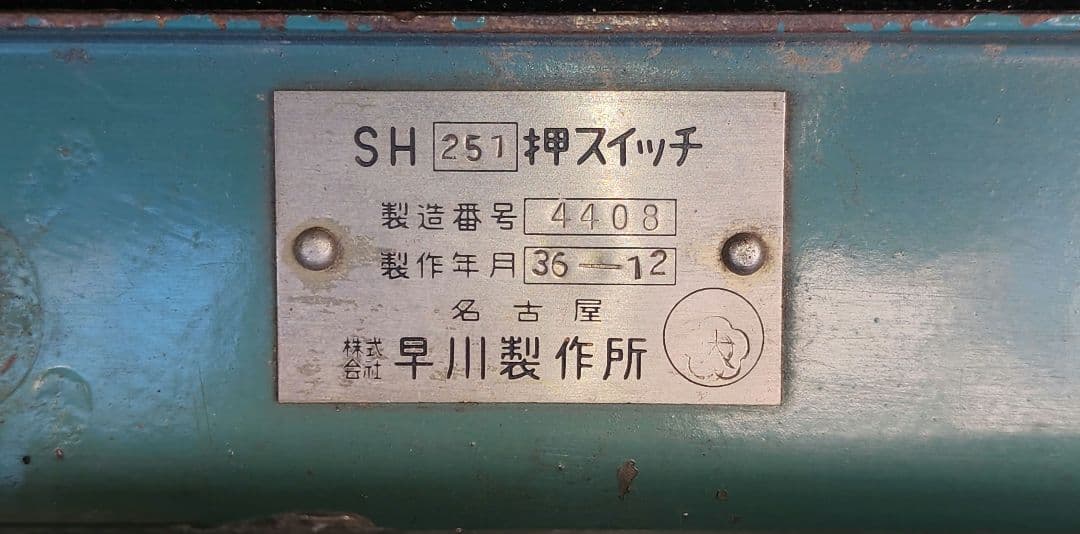 SH 251 押スイッチ
製造番号 4408
製作年月 36-12
名古屋
株式会社 早川製作所